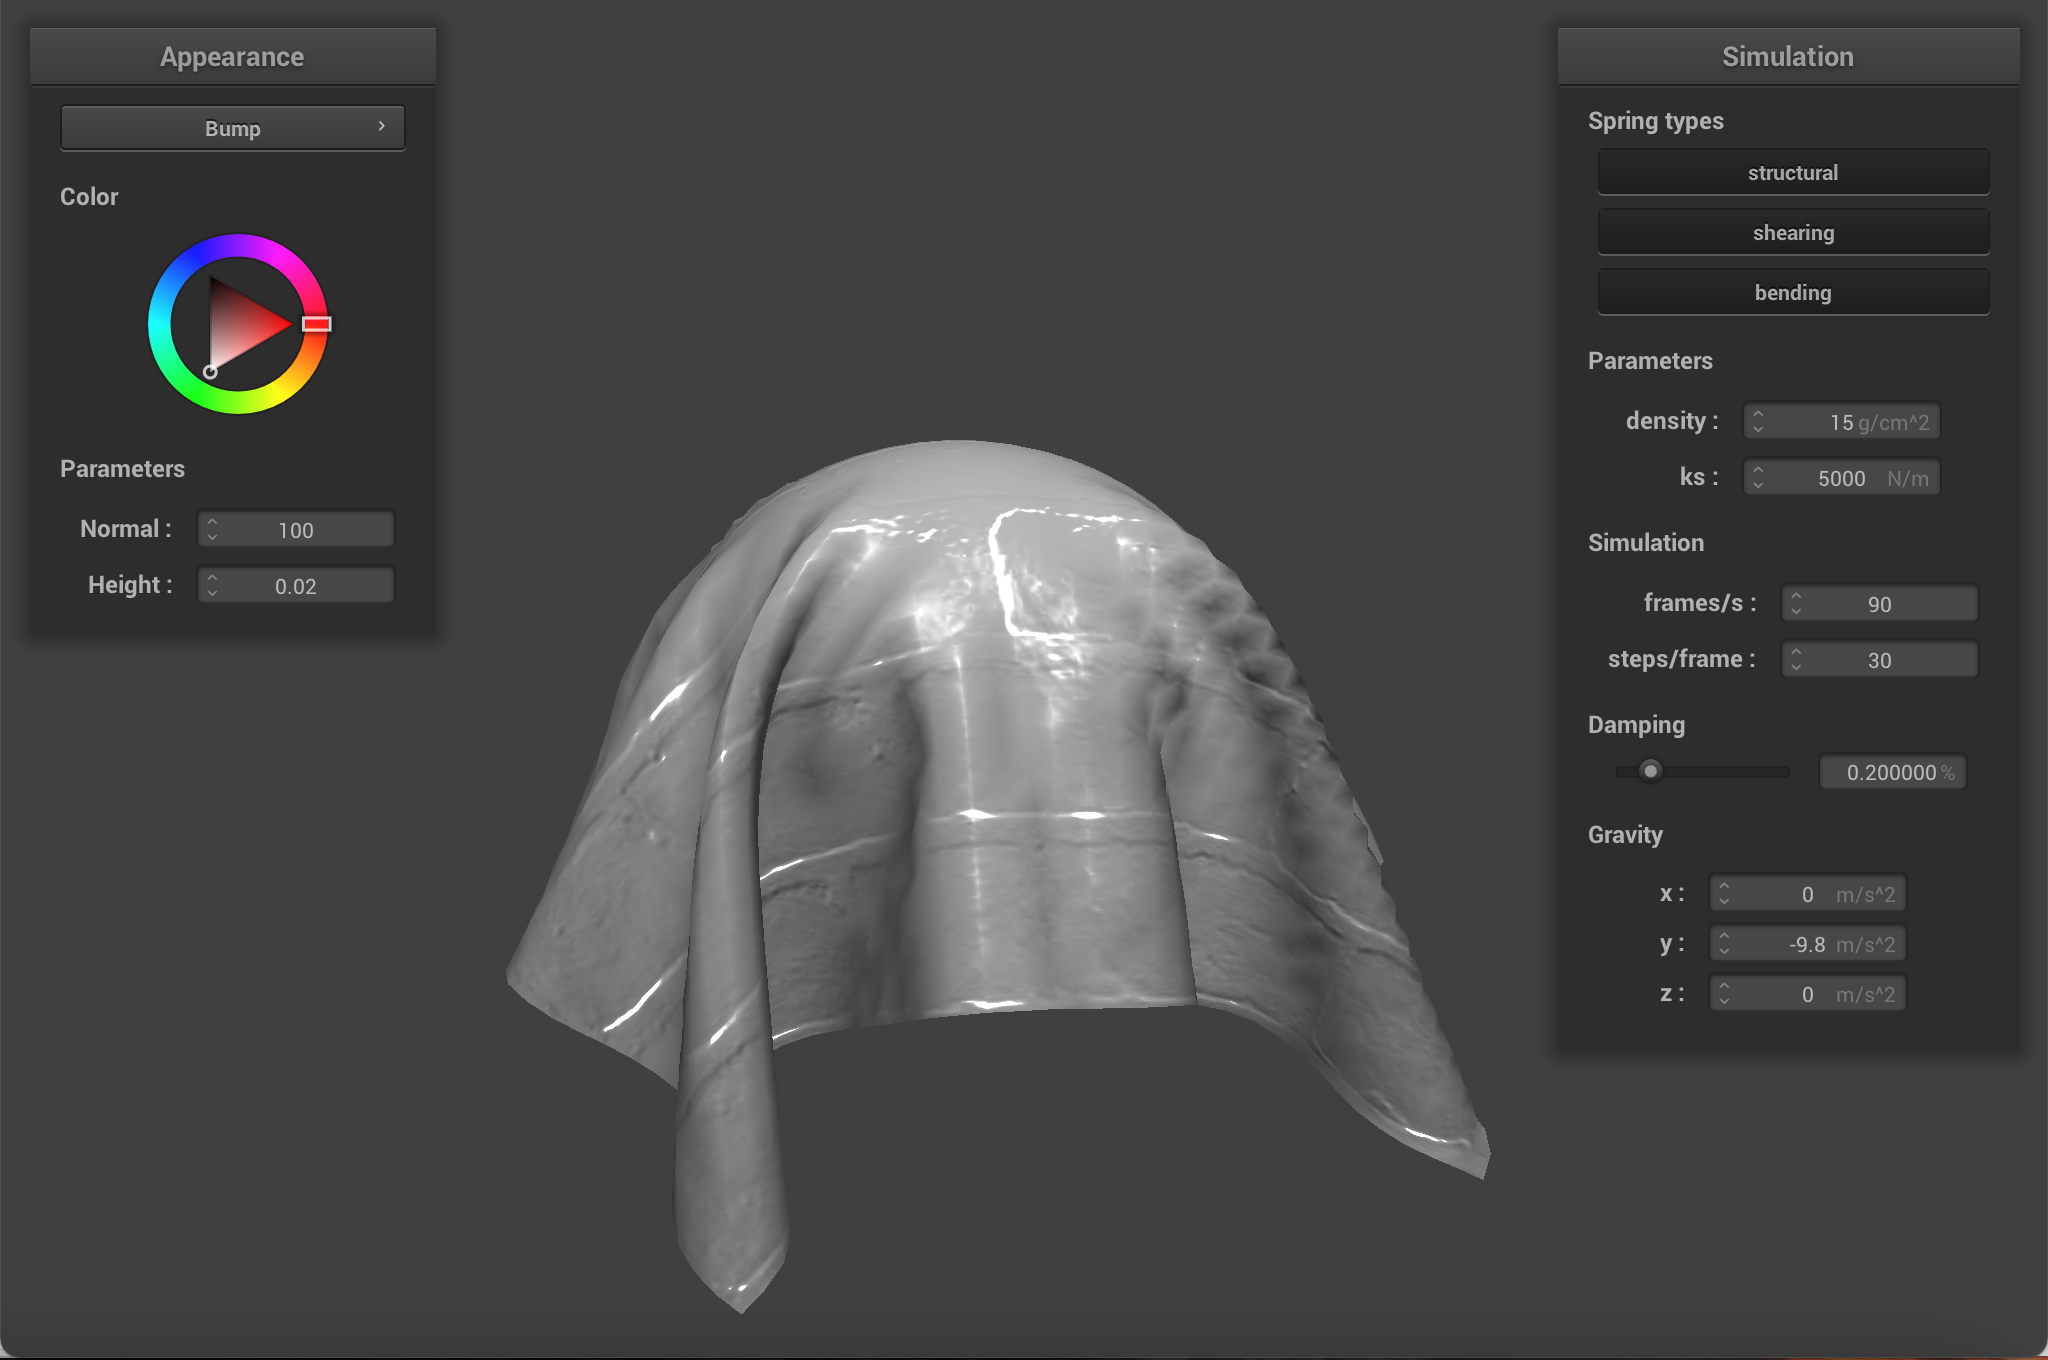 Appearance
Bump
Color
Parameters
Normal : 100
Height : 0.02
Simulation
Spring types
structural
shearing
bending
Parameters
density : 15 g/cm^2
ks : 5000 N/m
Simulation
frames/s : 90
steps/frame : 30
Damping
0.200000 %
Gravity
x : 0 m/s^2
y : -9.8 m/s^2
z : 0 m/s^2